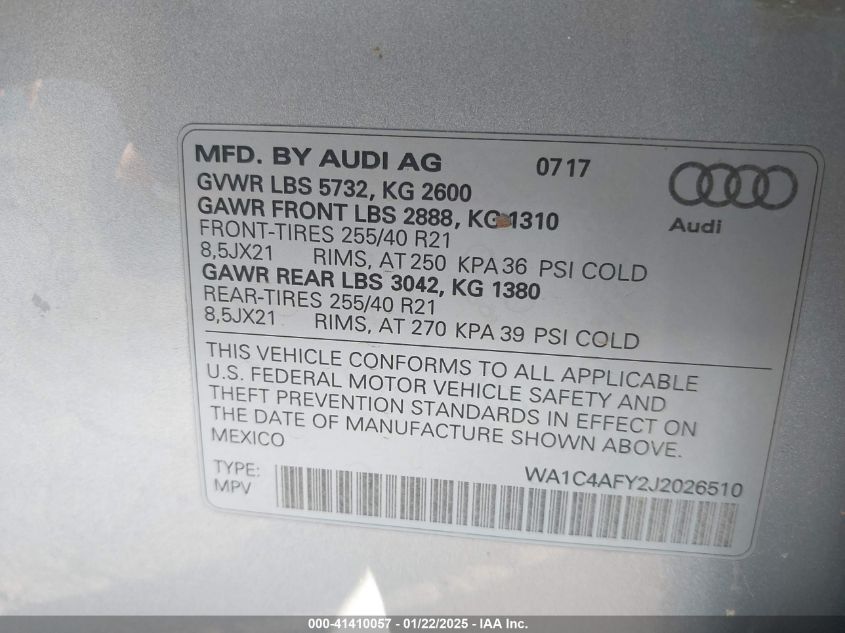 MFD. BY AUDI AG 0717
GVWR LBS 5732, KG 2600
GAWR FRONT LBS 2888, KG 1310
FRONT-TIRES 255/40 R21
8,5JX21 RIMS, AT 250 KPA 36 PSI COLD
GAWR REAR LBS 3042, KG 1380
REAR-TIRES 255/40 R21
8,5JX21 RIMS, AT 270 KPA 39 PSI COLD
Audi
THIS VEHICLE CONFORMS TO ALL APPLICABLE
U.S. FEDERAL MOTOR VEHICLE SAFETY AND
THEFT PREVENTION STANDARDS IN EFFECT ON
THE DATE OF MANUFACTURE SHOWN ABOVE.
MEXICO
TYPE: WA1C4AFY2J2026510
MPV
000-41410057 - 01/22/2025 - IAA Inc.